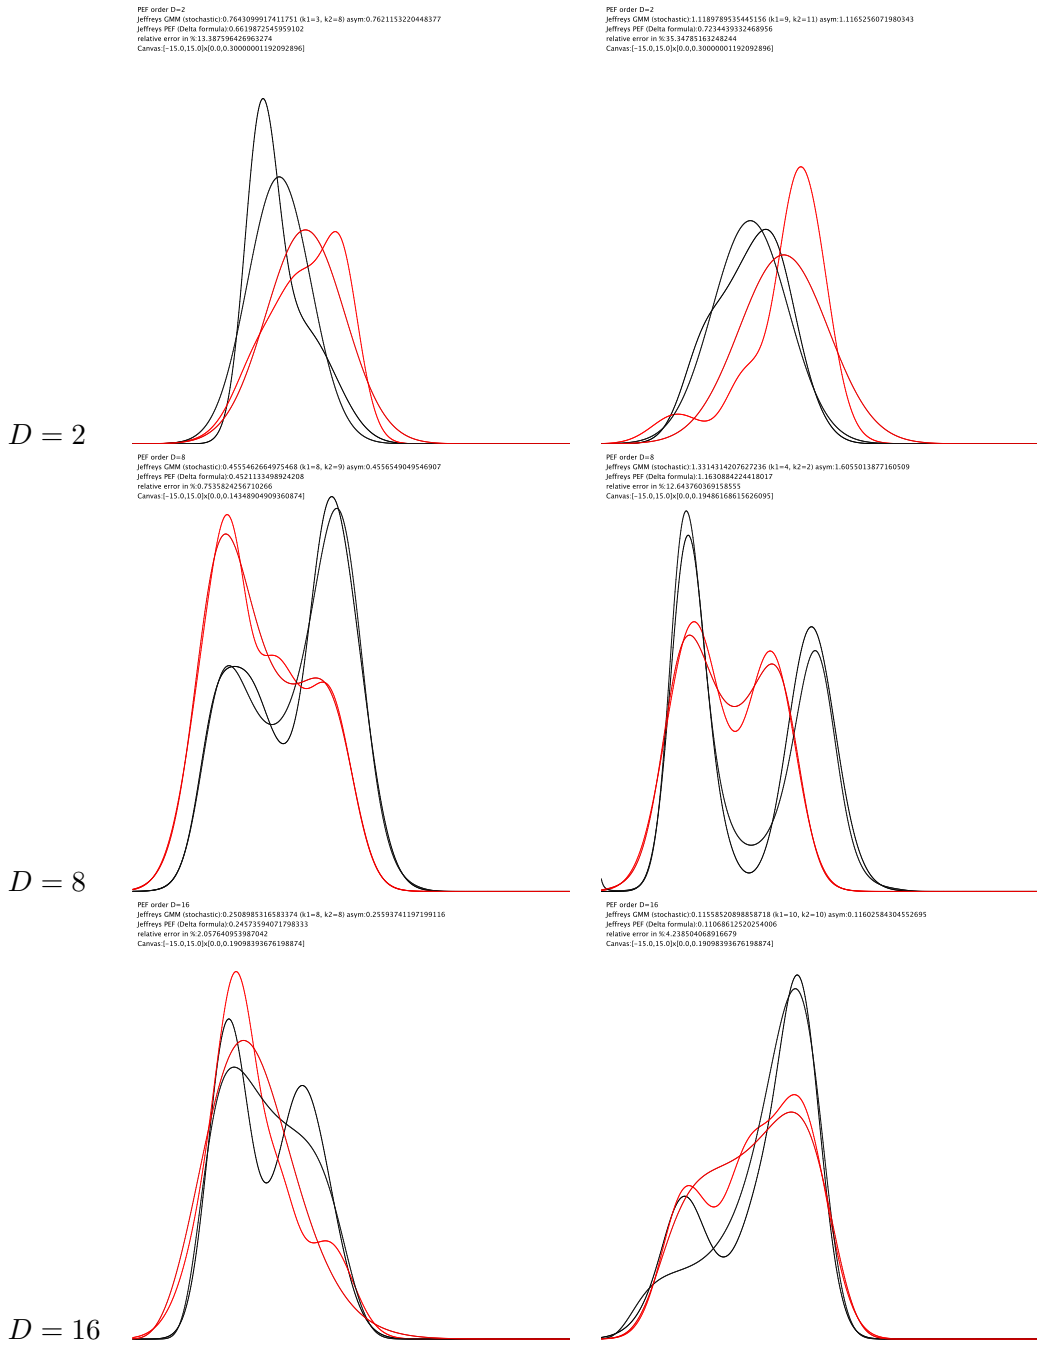 PEF order D=2
Jeffreys GMM (stochastic):0.7643099917411751 (k1=3, k2=8) asym:0.7621153220448377
Jeffreys PEF (Delta formula):0.6619872545959102
relative error in %:13.387596426963274
Canvas:[−15.0,15.0]x[0.0,0.30000001192092896]
PEF order D=2
Jeffreys GMM (stochastic):1.1189789535445156 (k1=9, k2=11) asym:1.1165256071980343
Jeffreys PEF (Delta formula):0.7234439332468956
relative error in %:35.34785163248244
Canvas:[−15.0,15.0]x[0.0,0.30000001192092896]
D = 2
PEF order D=8
Jeffreys GMM (stochastic):0.4555462664975468 (k1=8, k2=9) asym:0.4556549049546907
Jeffreys PEF (Delta formula):0.4521133498924208
relative error in %:0.7535824256710266
Canvas:[−15.0,15.0]x[0.0,0.14348904909360874]
PEF order D=8
Jeffreys GMM (stochastic):1.3314314207627236 (k1=4, k2=2) asym:1.6055013877160509
Jeffreys PEF (Delta formula):1.1630884224418017
relative error in %:12.643760369158555
Canvas:[−15.0,15.0]x[0.0,0.19486168615626095]
D = 8
PEF order D=16
Jeffreys GMM (stochastic):0.2508985316583374 (k1=8, k2=8) asym:0.25593741197199116
Jeffreys PEF (Delta formula):0.24573594071798333
relative error in %:2.057640953987042
Canvas:[−15.0,15.0]x[0.0,0.19098393676198874]
PEF order D=16
Jeffreys GMM (stochastic):0.11558520898858718 (k1=10, k2=10) asym:0.11602584304552695
Jeffreys PEF (Delta formula):0.11068612520254006
relative error in %:4.238504068916679
Canvas:[−15.0,15.0]x[0.0,0.19098393676198874]
D = 16